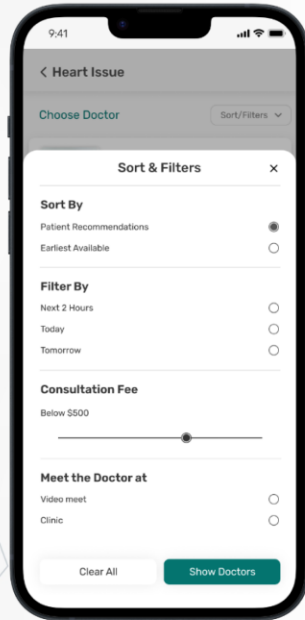 9:41
Heart Issue
Choose Doctor
Sort/Filters
Sort & Filters
Sort By
Patient Recommendations
Earliest Available
Filter By
Next 2 Hours
Today
Tomorrow
Consultation Fee
Below $500
Meet the Doctor at
Video meet
Clinic
Clear All Show Doctors